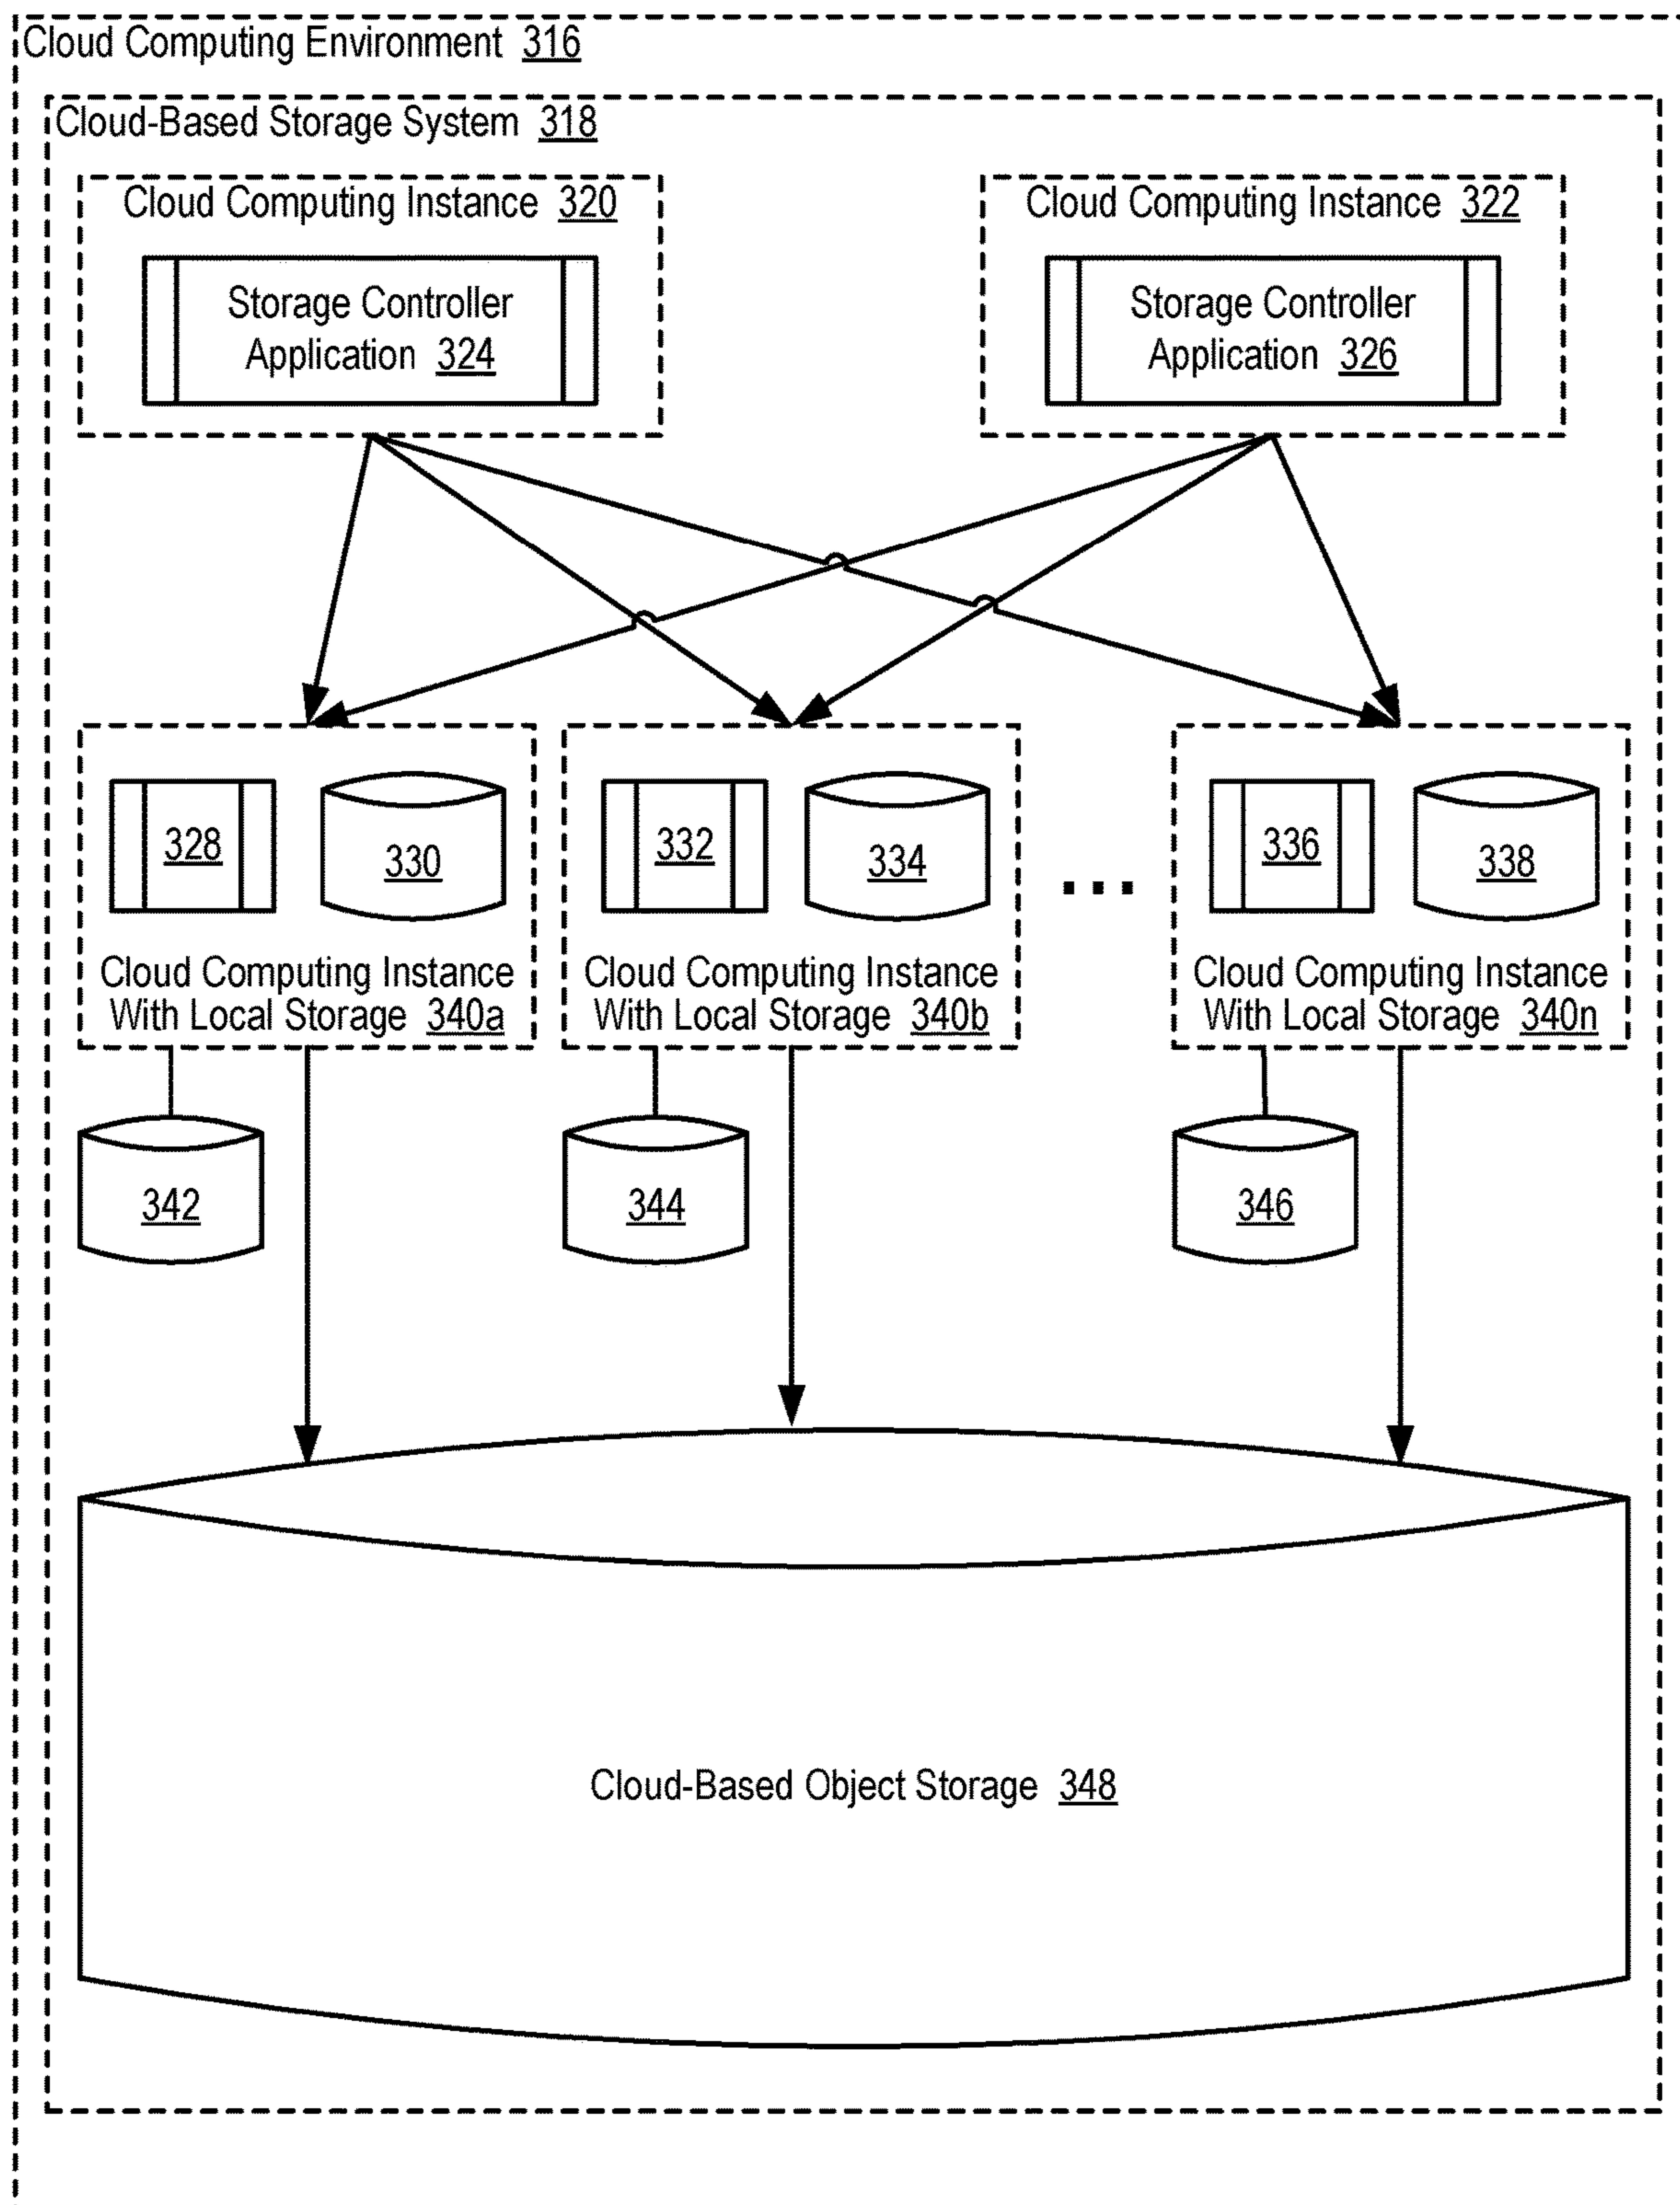 Cloud Computing Environment 316
Cloud-Based Storage System 318
Cloud Computing Instance 320
Storage Controller
Application 324
Cloud Computing Instance 322
Storage Controller
Application 326
328
330
Cloud Computing Instance
With Local Storage 340a
332
334
Cloud Computing Instance
With Local Storage 340b
...
336
338
Cloud Computing Instance
With Local Storage 340n
342
344
346
Cloud-Based Object Storage 348